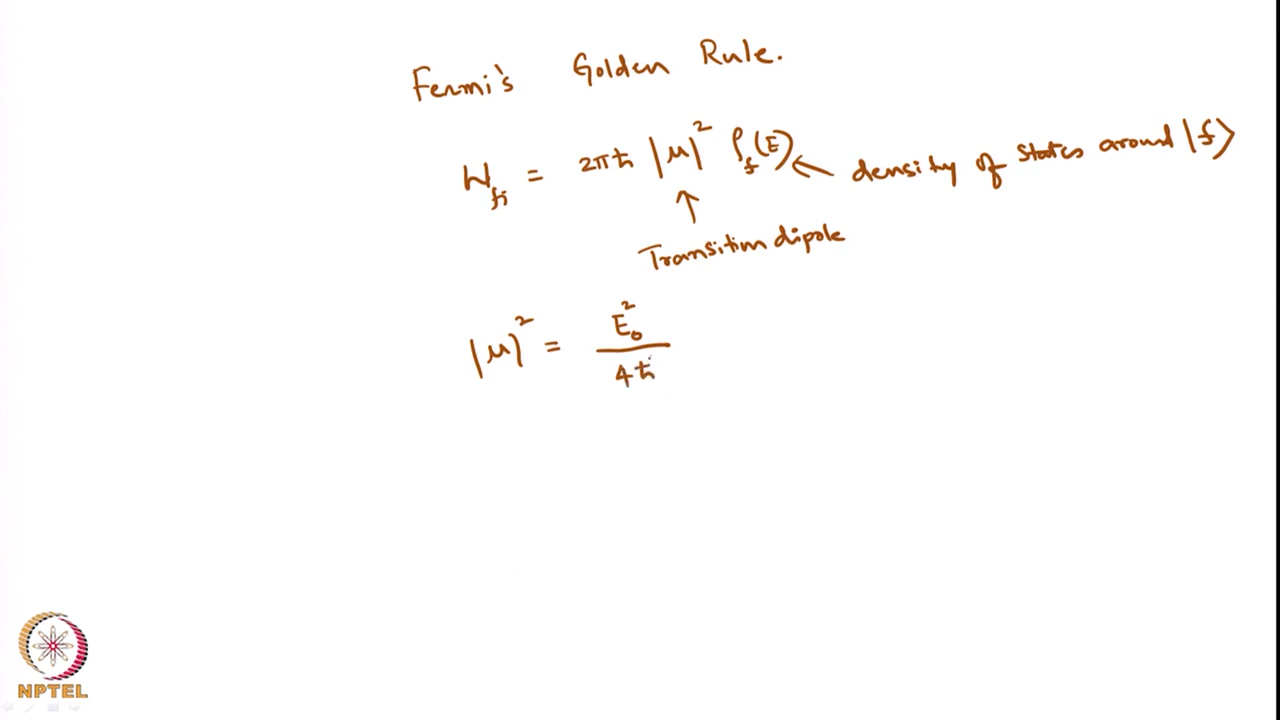 Fermi's Golden Rule.
W_fi = 2πℏ |μ|² ρ_f(E) ← density of states around |f⟩
↑
Transition dipole
|μ|² = E₀² / 4ℏ
NPTEL